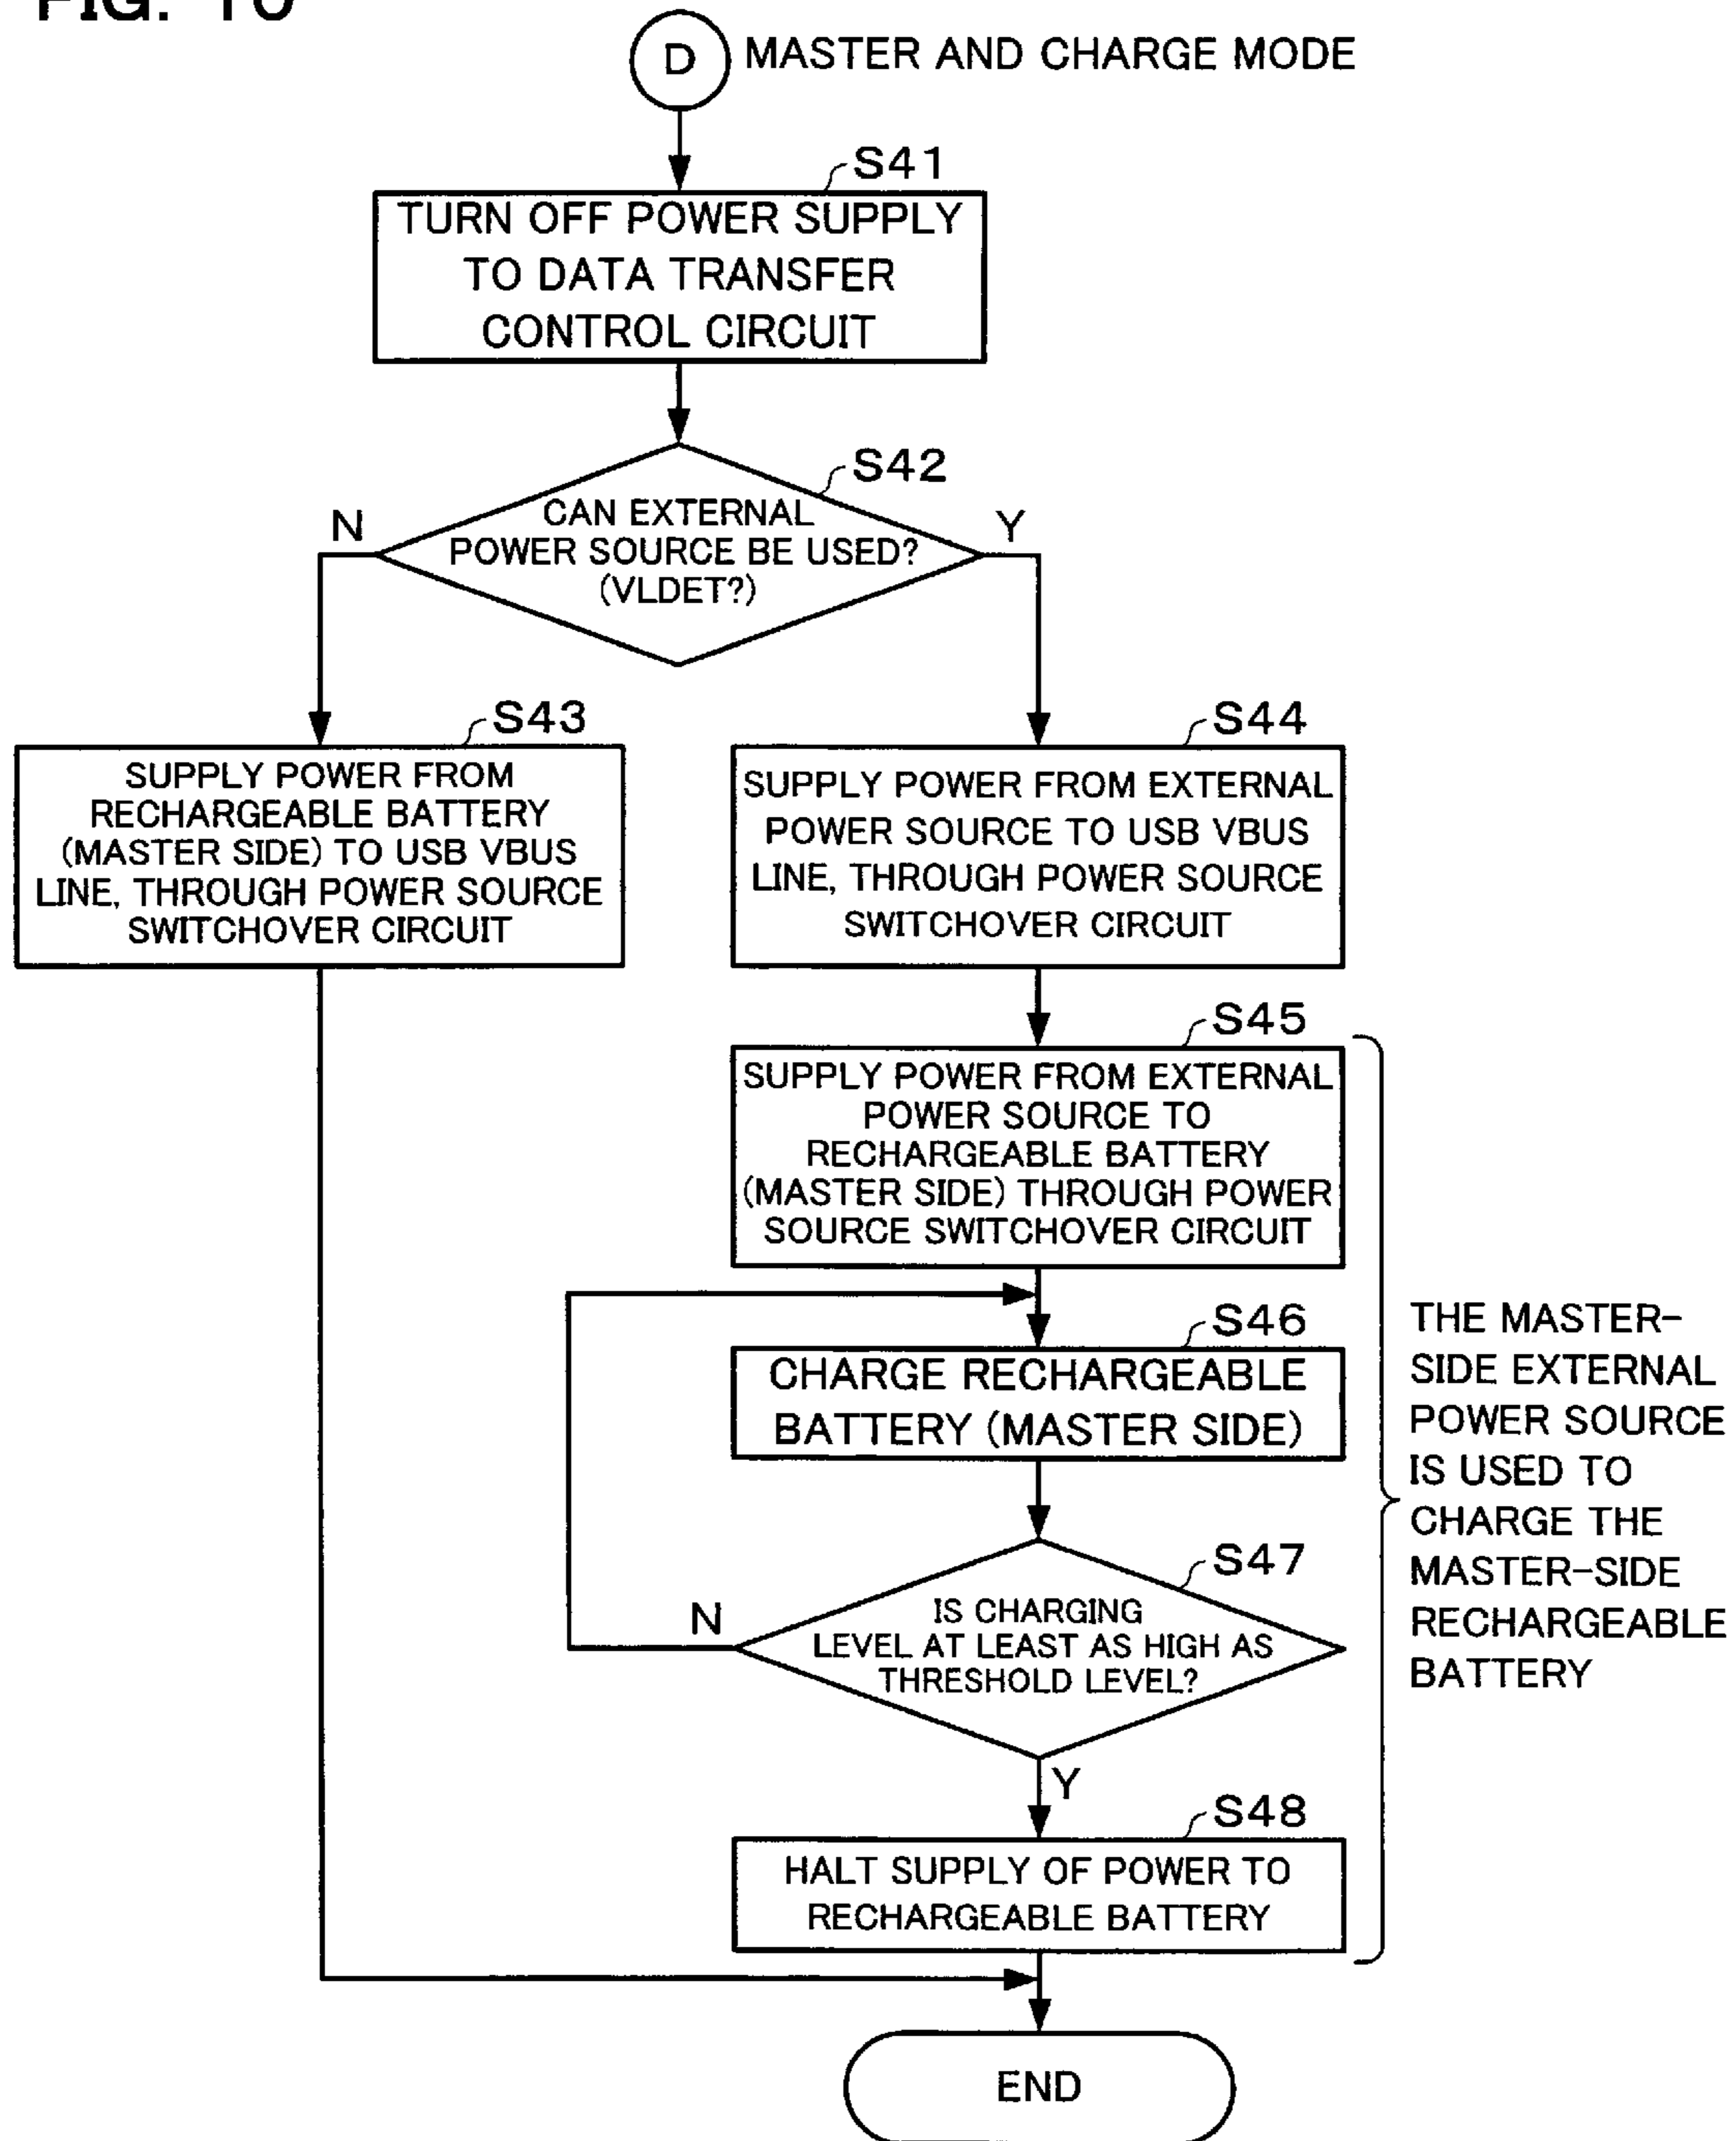 FIG. 10
D
MASTER AND CHARGE MODE
S41
TURN OFF POWER SUPPLY
TO DATA TRANSFER
CONTROL CIRCUIT
S42
CAN EXTERNAL
POWER SOURCE BE USED?
(VLDET?)
N
Y
S43
SUPPLY POWER FROM
RECHARGEABLE BATTERY
(MASTER SIDE) TO USB VBUS
LINE, THROUGH POWER SOURCE
SWITCHOVER CIRCUIT
S44
SUPPLY POWER FROM EXTERNAL
POWER SOURCE TO USB VBUS
LINE, THROUGH POWER SOURCE
SWITCHOVER CIRCUIT
S45
SUPPLY POWER FROM EXTERNAL
POWER SOURCE TO
RECHARGEABLE BATTERY
(MASTER SIDE) THROUGH POWER
SOURCE SWITCHOVER CIRCUIT
S46
CHARGE RECHARGEABLE
BATTERY (MASTER SIDE)
S47
IS CHARGING
LEVEL AT LEAST AS HIGH AS
THRESHOLD LEVEL?
N
Y
S48
HALT SUPPLY OF POWER TO
RECHARGEABLE BATTERY
THE MASTER-
SIDE EXTERNAL
POWER SOURCE
IS USED TO
CHARGE THE
MASTER-SIDE
RECHARGEABLE
BATTERY
END